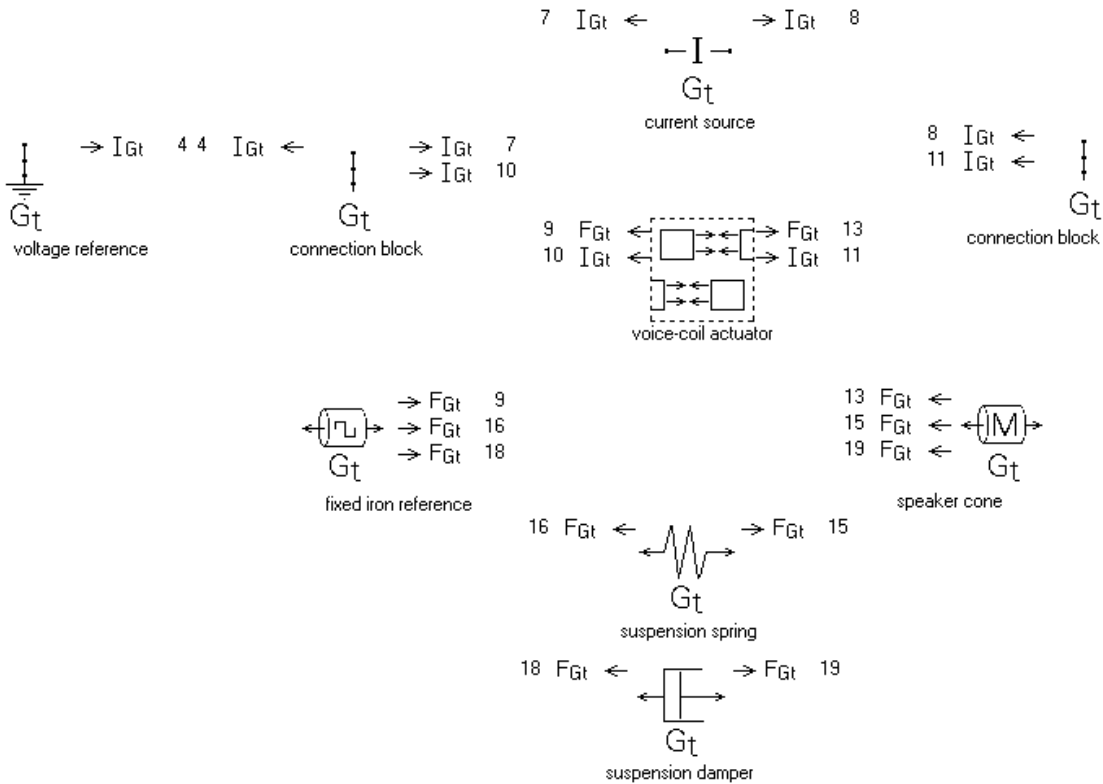 7 IGt ← → IGt 8
I
Gt
current source
→ IGt 4 4 IGt ← → IGt 7
→ IGt 10
Gt
voltage reference
Gt
connection block
8 IGt ←
11 IGt ←
Gt
connection block
9 FGt ← → FGt 13
10 IGt ← → IGt 11
voice-coil actuator
→ FGt 9
→ FGt 16
→ FGt 18
Gt
fixed iron reference
13 FGt ←
15 FGt ←
19 FGt ←
M
Gt
speaker cone
16 FGt ← → FGt 15
Gt
suspension spring
18 FGt ← → FGt 19
Gt
suspension damper